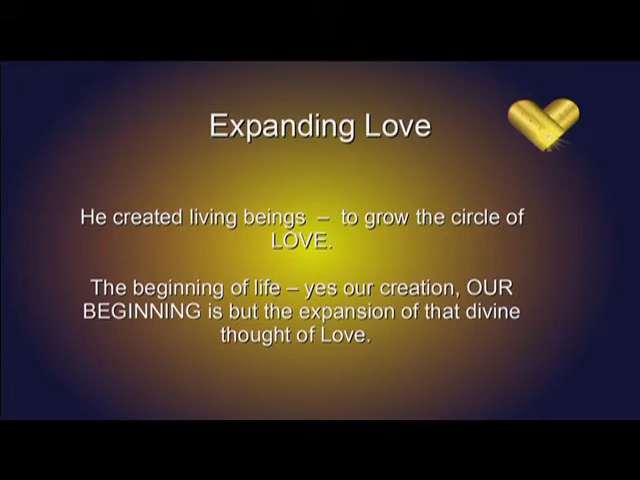 Expanding Love
He created living beings – to grow the circle of
LOVE.
The beginning of life – yes our creation, OUR
BEGINNING is but the expansion of that divine
thought of Love.